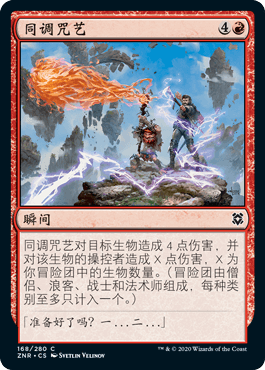 同调咒艺 4
瞬间
同调咒艺对目标生物造成4点伤害，并
对该生物的操控者造成X点伤害，X为
你冒险团中的生物数量。（冒险团由僧
侣、浪客、战士和法术师组成，每种类
别至多只计入一个。）
「准备好了吗？一…二…」
168/280 C
ZNR • CS SVETLIN VELINOV
™ & © 2020 Wizards of the Coast